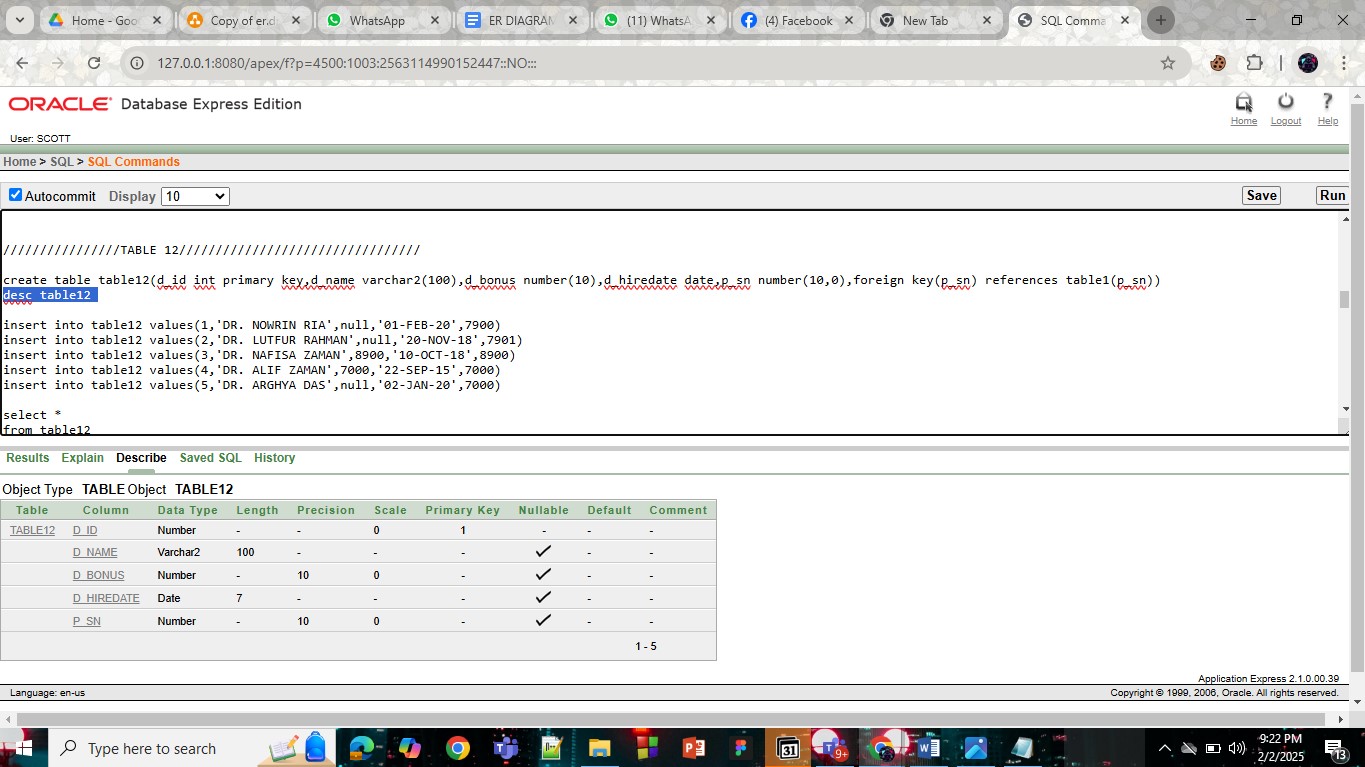 Home - Goo
Copy of er.d
WhatsApp
ER DIAGRAM
(11) WhatsA
(4) Facebook
New Tab
SQL Comma
127.0.0.1:8080/apex/f?p=4500:1003:2563114990152447::NO:::
ORACLE Database Express Edition
Home Logout Help
User: SCOTT
Home > SQL > SQL Commands
Autocommit Display 10 Save Run
////////////////TABLE 12/////////////////////////////////
create table table12(d_id int primary key,d_name varchar2(100),d_bonus number(10),d_hiredate date,p_sn number(10,0),foreign key(p_sn) references table1(p_sn))
desc table12
insert into table12 values(1,'DR. NOWRIN RIA',null,'01-FEB-20',7900)
insert into table12 values(2,'DR. LUTFUR RAHMAN',null,'20-NOV-18',7901)
insert into table12 values(3,'DR. NAFISA ZAMAN',8900,'10-OCT-18',8900)
insert into table12 values(4,'DR. ALIF ZAMAN',7000,'22-SEP-15',7000)
insert into table12 values(5,'DR. ARGHYA DAS',null,'02-JAN-20',7000)
select *
from table12
Results Explain Describe Saved SQL History
Object Type TABLE Object TABLE12
Table Column Data Type Length Precision Scale Primary Key Nullable Default Comment
TABLE12 D_ID Number - - 0 1 - - -
D_NAME Varchar2 100 - - - ✓ - -
D_BONUS Number - 10 0 - ✓ - -
D_HIREDATE Date 7 - - - ✓ - -
P_SN Number - 10 0 - ✓ - -
1 - 5
Application Express 2.1.0.00.39
Language: en-us Copyright © 1999, 2006, Oracle. All rights reserved.
Type here to search
31
9+
9:22 PM
2/2/2025
13